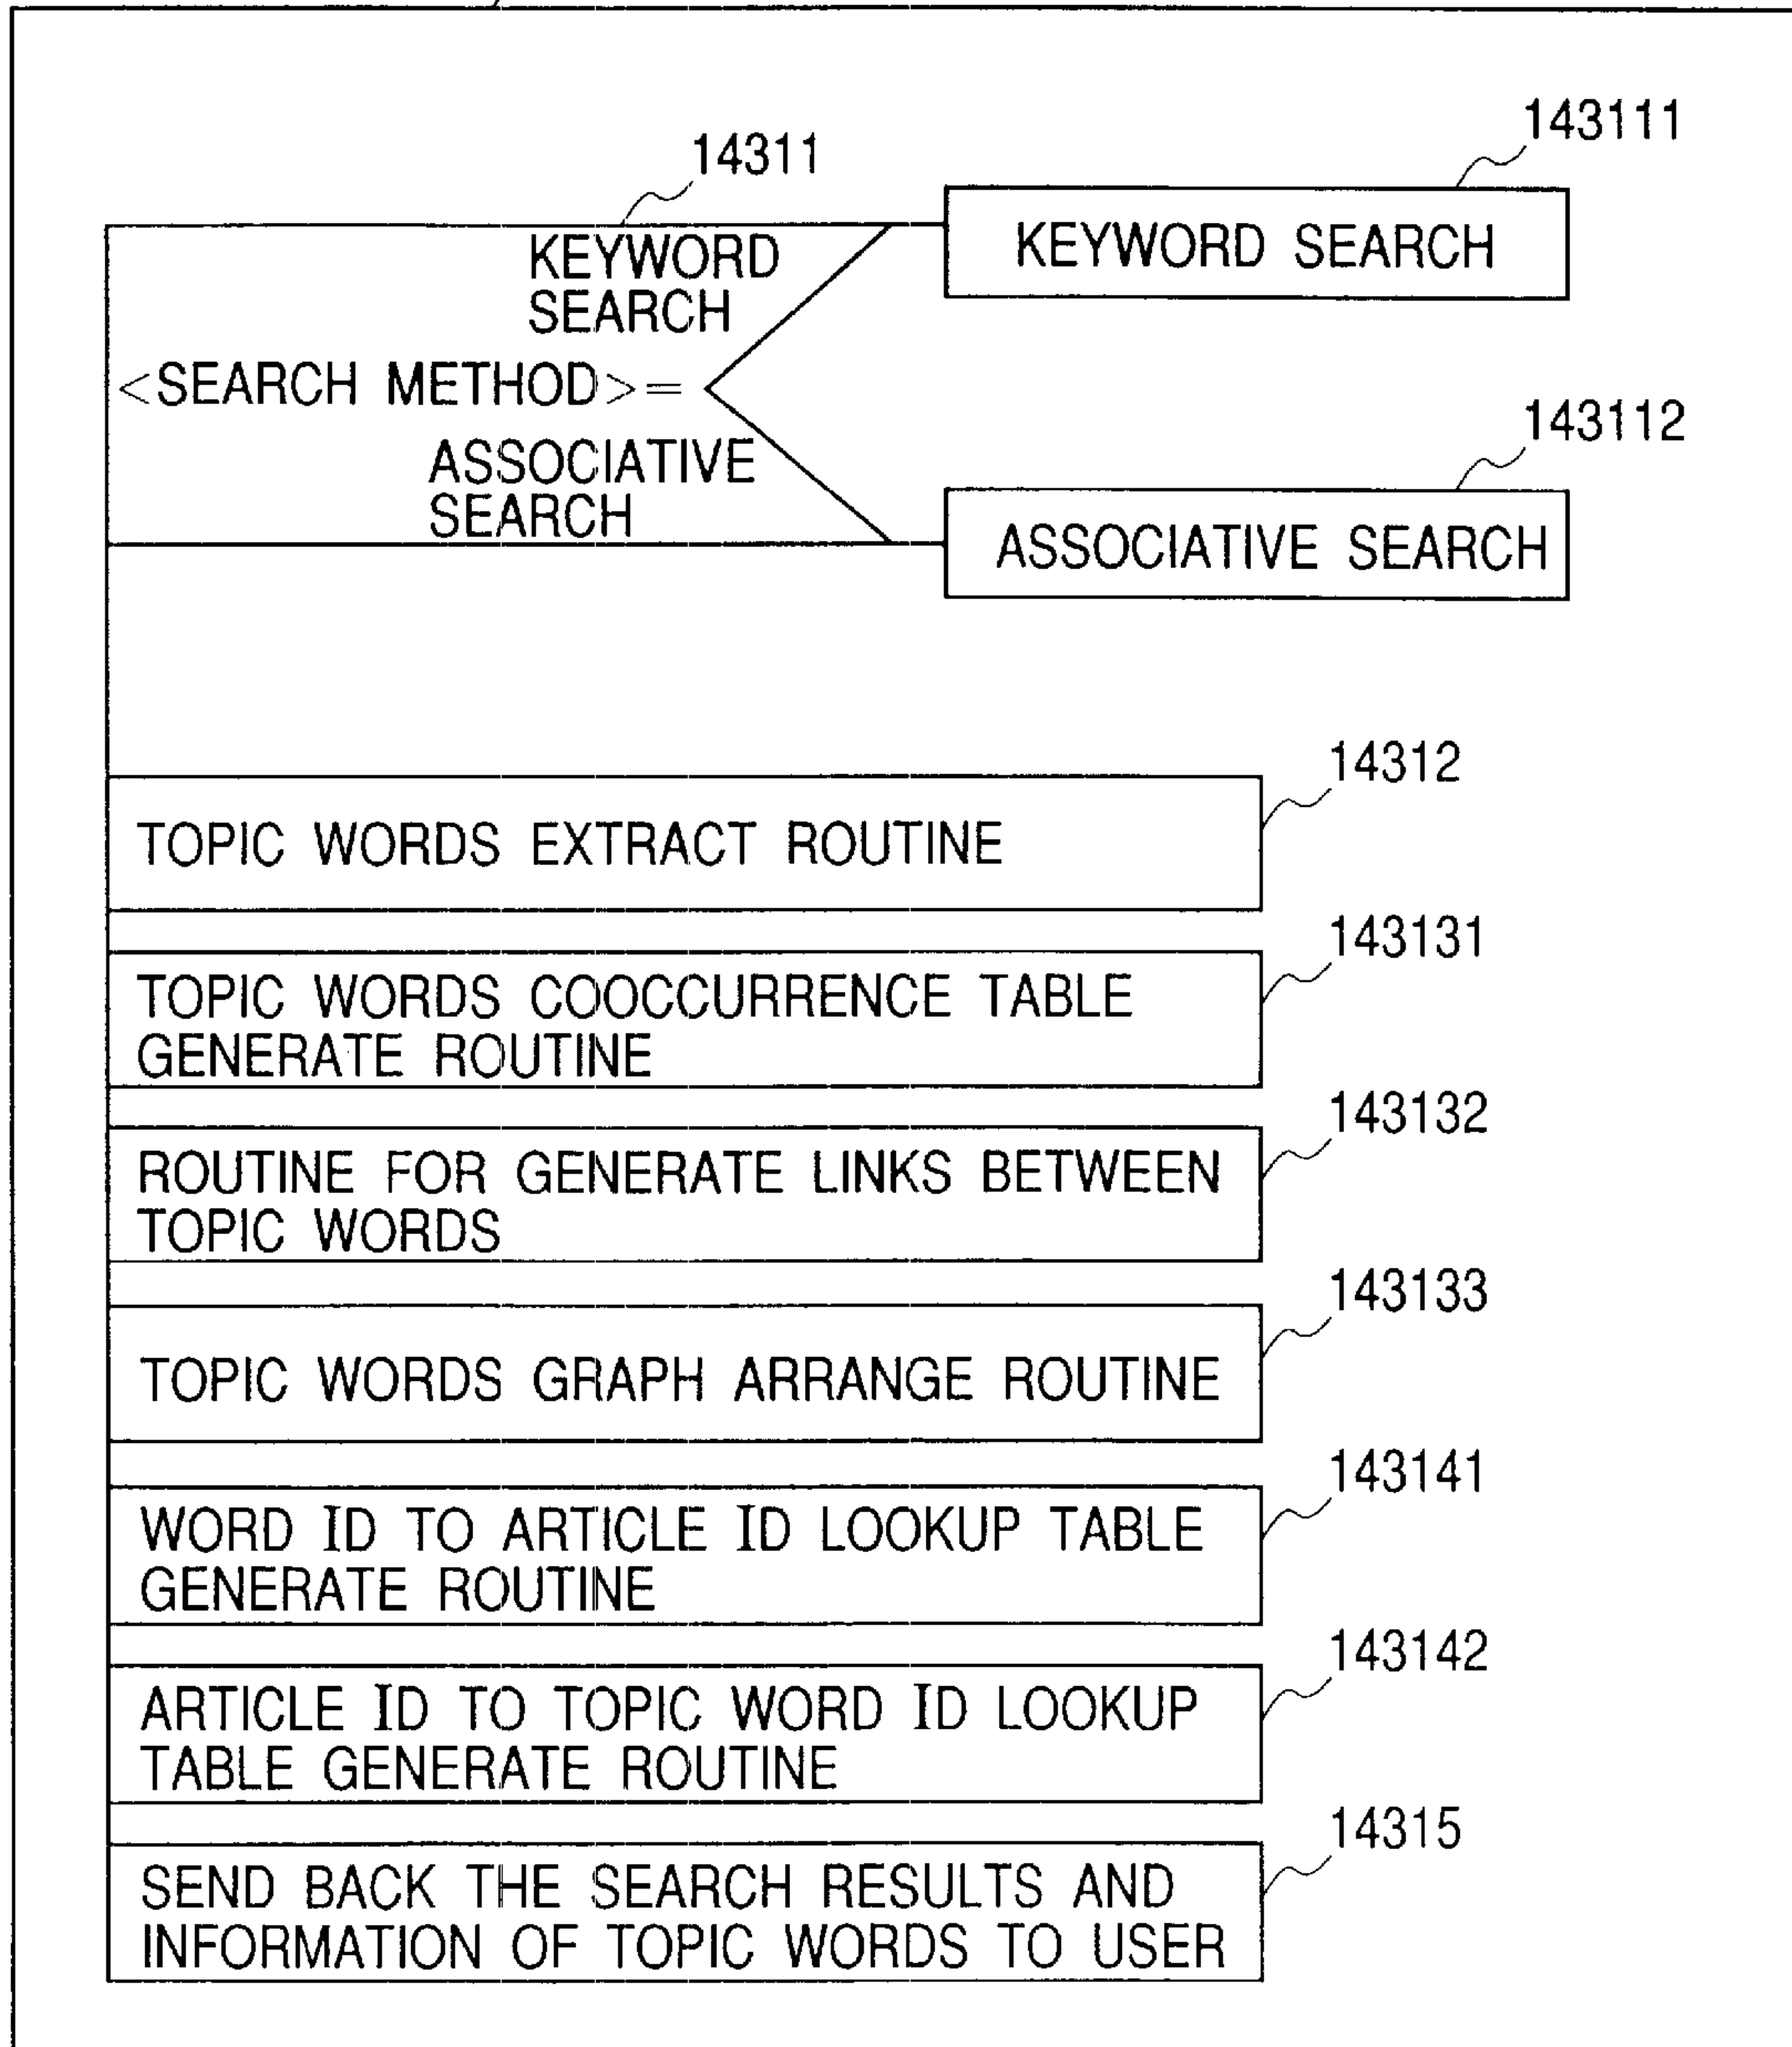 143111
14311
KEYWORD SEARCH
KEYWORD
SEARCH
<SEARCH METHOD>=
143112
ASSOCIATIVE
SEARCH
ASSOCIATIVE SEARCH
14312
TOPIC WORDS EXTRACT ROUTINE
143131
TOPIC WORDS COOCCURRENCE TABLE
GENERATE ROUTINE
143132
ROUTINE FOR GENERATE LINKS BETWEEN
TOPIC WORDS
143133
TOPIC WORDS GRAPH ARRANGE ROUTINE
143141
WORD ID TO ARTICLE ID LOOKUP TABLE
GENERATE ROUTINE
143142
ARTICLE ID TO TOPIC WORD ID LOOKUP
TABLE GENERATE ROUTINE
14315
SEND BACK THE SEARCH RESULTS AND
INFORMATION OF TOPIC WORDS TO USER